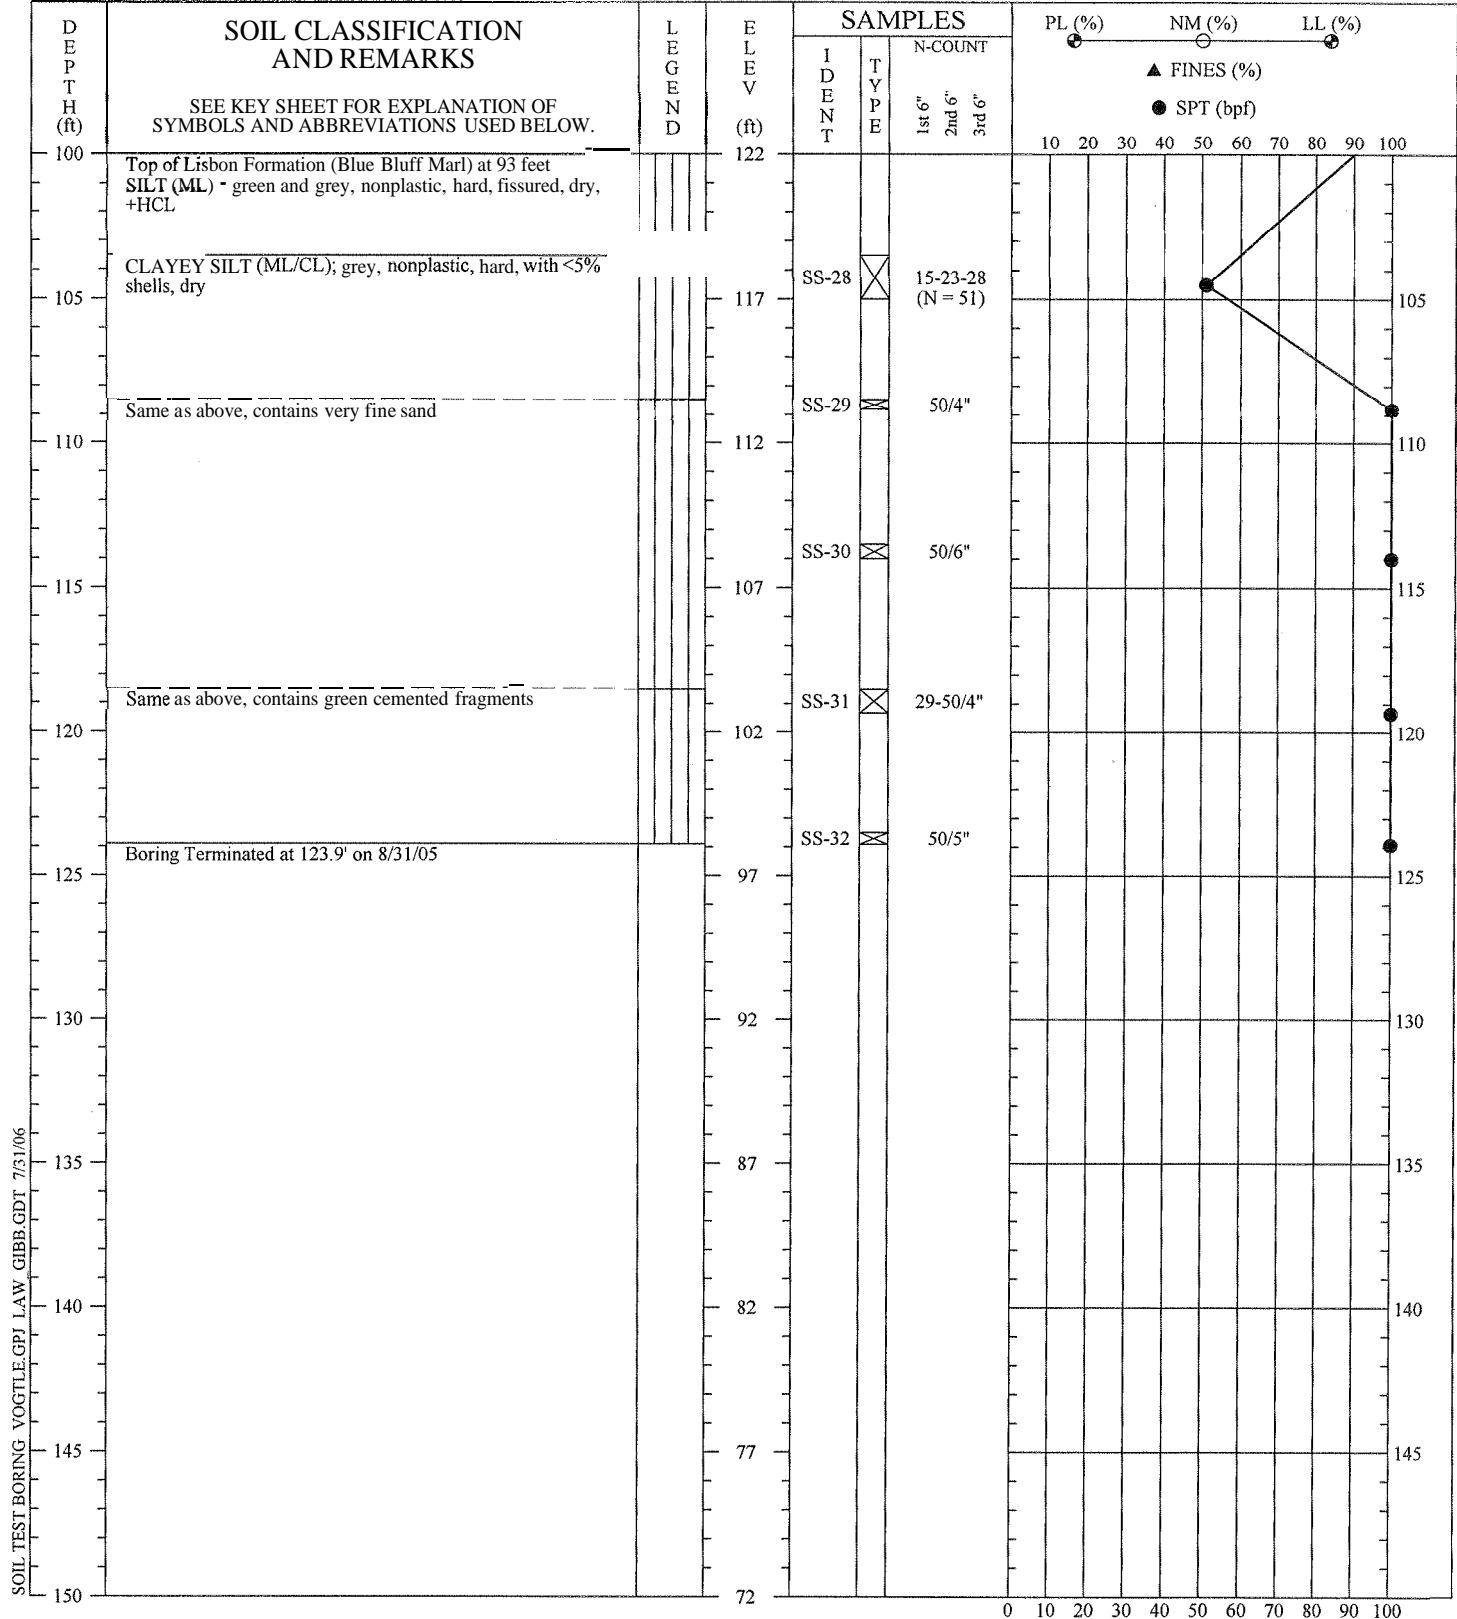 DEPTH (ft)
SOIL CLASSIFICATION
AND REMARKS
SEE KEY SHEET FOR EXPLANATION OF
SYMBOLS AND ABBREVIATIONS USED BELOW.
LEGEND
ELEV (ft)
SAMPLES
IDENT
TYPE
N-COUNT
1st 6"
2nd 6"
3rd 6"
PL (%) NM (%) LL (%)
▲ FINES (%)
● SPT (bpf)
10 20 30 40 50 60 70 80 90 100
100
Top of Lisbon Formation (Blue Bluff Marl) at 93 feet
122
SILT (ML) - green and grey, nonplastic, hard, fissured, dry,
+HCL
CLAYEY SILT (ML/CL); grey, nonplastic, hard, with <5%
shells, dry
SS-28
15-23-28
(N = 51)
105 117 105
Same as above, contains very fine sand
SS-29 50/4"
110 112 110
SS-30 50/6"
115 107 115
Same as above, contains green cemented fragments
SS-31 29-50/4"
120 102 120
SS-32 50/5"
Boring Terminated at 123.9' on 8/31/05
125 97 125
130 92 130
135 87 135
140 82 140
145 77 145
150 72
0 10 20 30 40 50 60 70 80 90 100
SOIL TEST BORING VOGTLE.GPJ LAW_GIBB.GDT 7/31/06